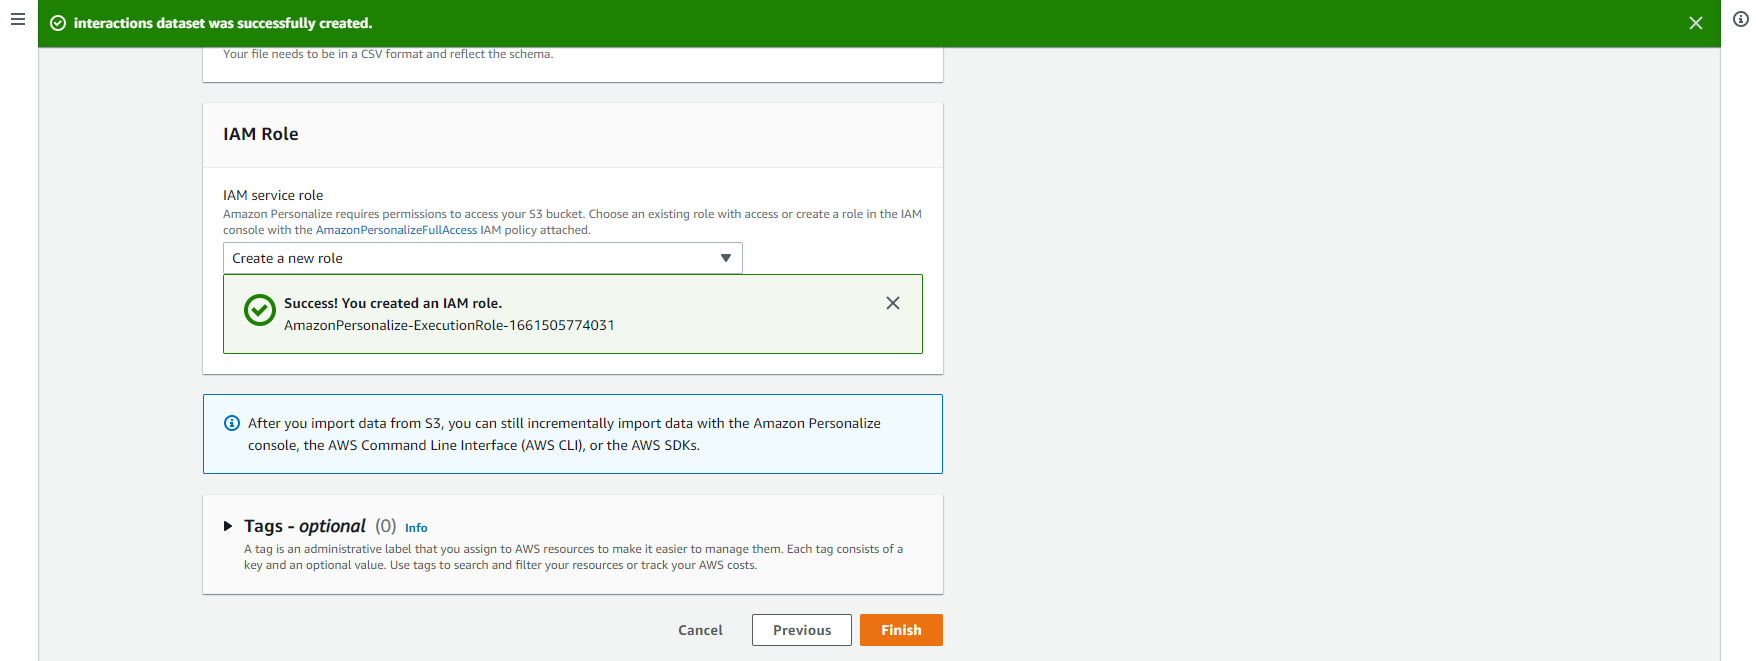 interactions dataset was successfully created.
Your file needs to be in a CSV format and reflect the schema.
IAM Role
IAM service role
Amazon Personalize requires permissions to access your S3 bucket. Choose an existing role with access or create a role in the IAM
console with the AmazonPersonalizeFullAccess IAM policy attached.
Create a new role
Success! You created an IAM role.
AmazonPersonalize-ExecutionRole-1661505774031
After you import data from S3, you can still incrementally import data with the Amazon Personalize
console, the AWS Command Line Interface (AWS CLI), or the AWS SDKs.
Tags - optional (0) Info
A tag is an administrative label that you assign to AWS resources to make it easier to manage them. Each tag consists of a
key and an optional value. Use tags to search and filter your resources or track your AWS costs.
Cancel Previous Finish